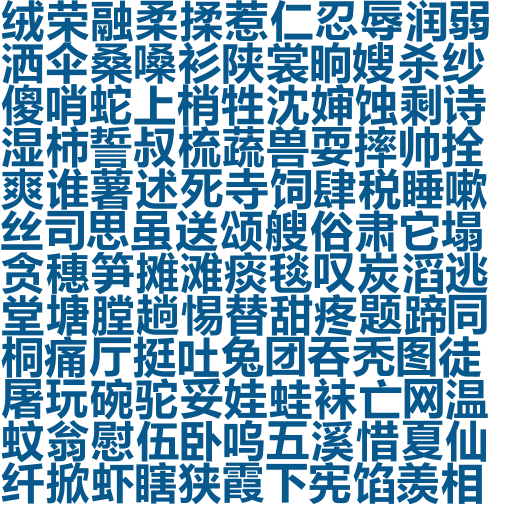 绒荣融柔揉惹仁忍辱润弱
洒伞桑嗓衫陕裳晌嫂杀纱
傻哨蛇上梢牲沈婶蚀剩诗
湿柿誓叔梳蔬兽耍摔帅拴
爽谁薯述死寺饲肆税睡嗽
丝司思虽送颂艘俗肃它塌
贪穗笋摊滩痰毯叹炭滔逃
堂塘膛趟惕替甜疼题蹄同
桐痛厅挺吐兔团吞秃图徒
屠玩碗驼妥娃蛙袜亡网温
蚊翁慰伍卧呜五溪惜夏仙
纤掀虾瞎狭霞下宪馅羡相